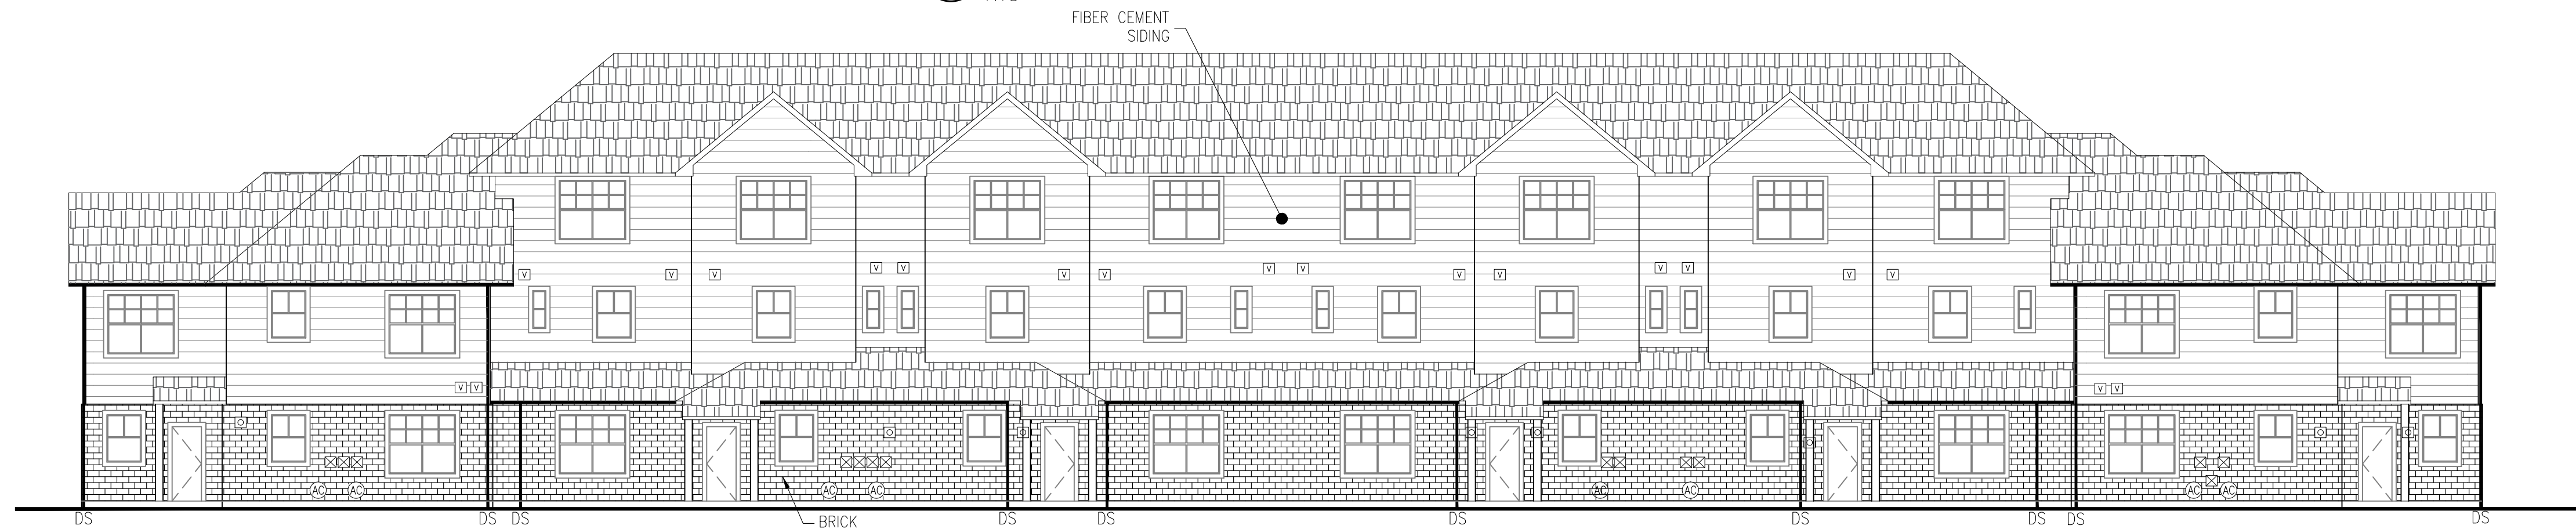 FIBER CEMENT
SIDING
V V V V V V V V V V V V V V V V
V V V V
AC AC AC AC AC AC AC AC
BRICK
DS DS DS DS DS DS DS DS DS DS